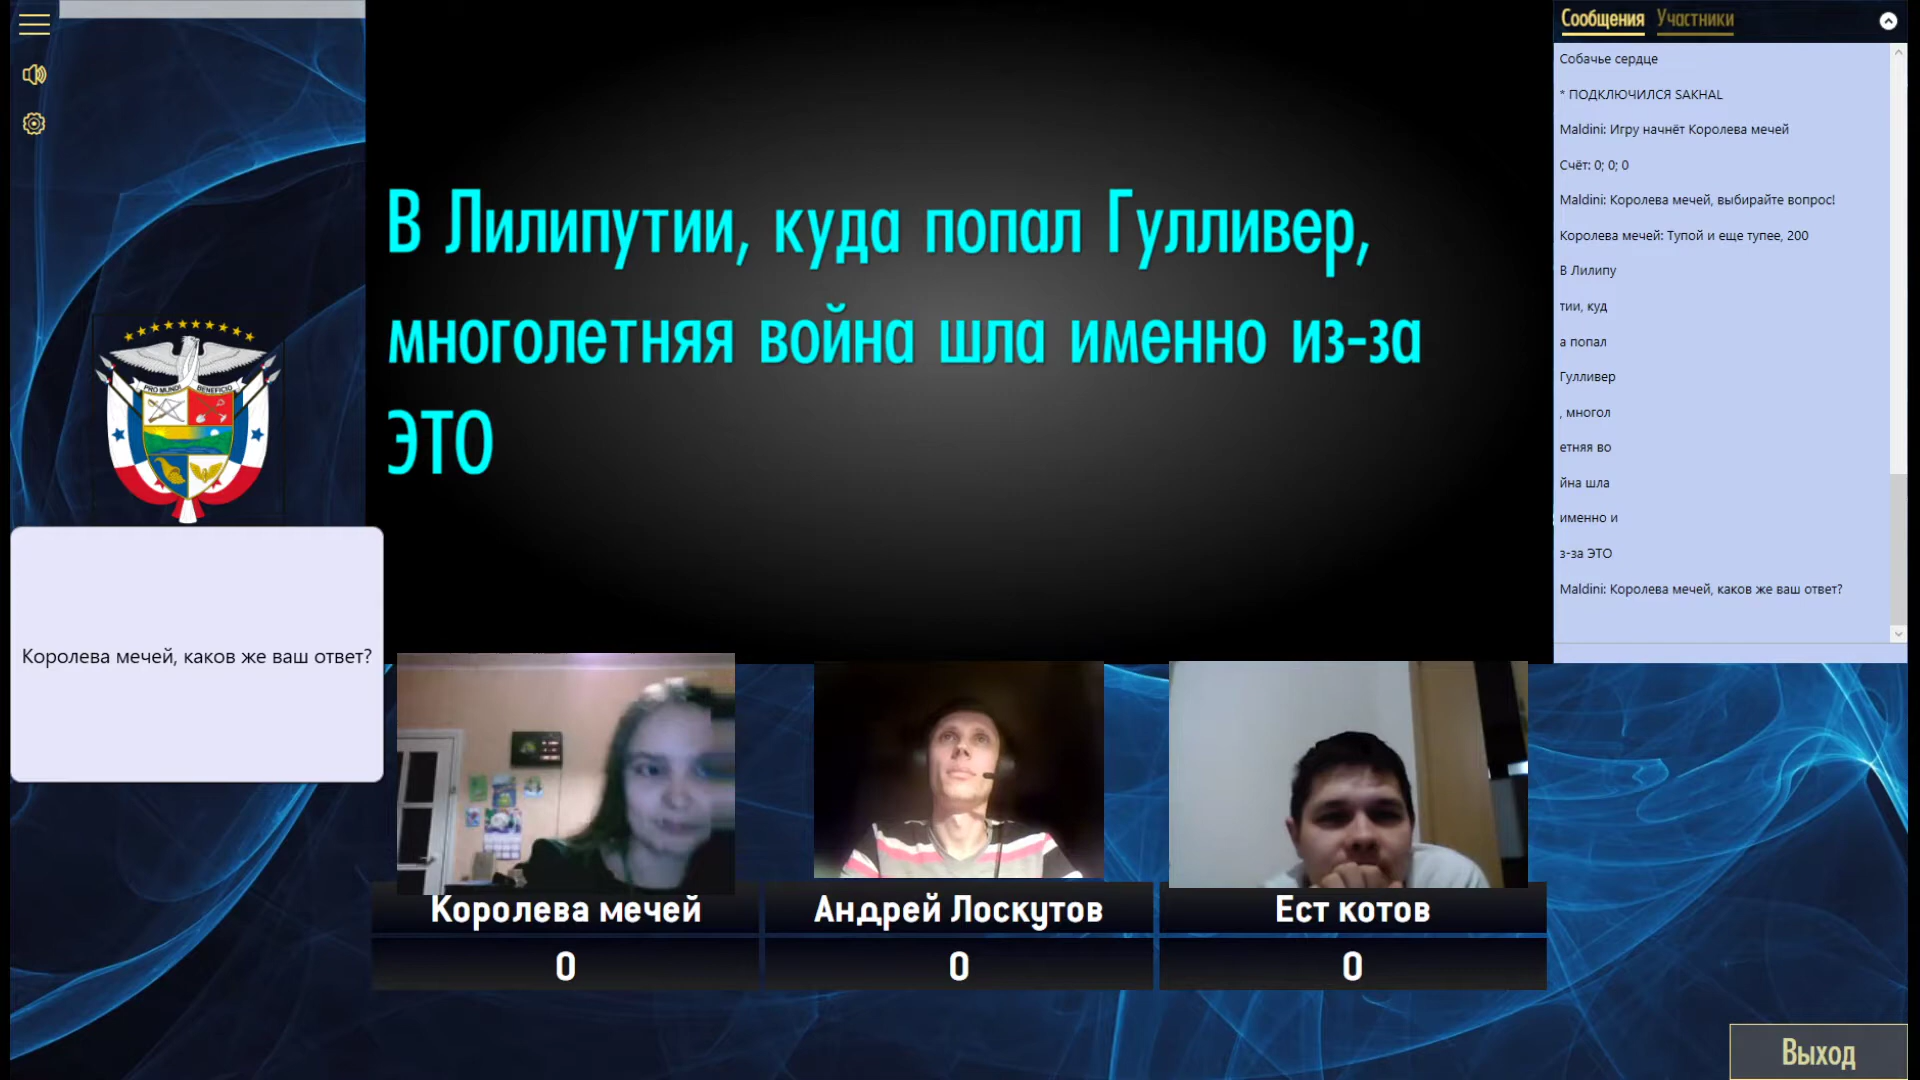 В Лилипутии, куда попал Гулливер,
многолетняя война шла именно из-за
ЭТО
Сообщения Участники
Собачье сердце
* ПОДКЛЮЧИЛСЯ SAKHAL
Maldini: Игру начнёт Королева мечей
Счёт: 0; 0; 0
Maldini: Королева мечей, выбирайте вопрос!
Королева мечей: Тупой и еще тупее, 200
В Лилипу
тии, куд
а попал
Гулливер
, многол
етняя во
йна шла
именно и
з-за ЭТО
Maldini: Королева мечей, каков же ваш ответ?
PRO MUNDI BENEFICIO
Королева мечей, каков же ваш ответ?
Королева мечей
0
Андрей Лоскутов
0
Ест котов
0
Выход